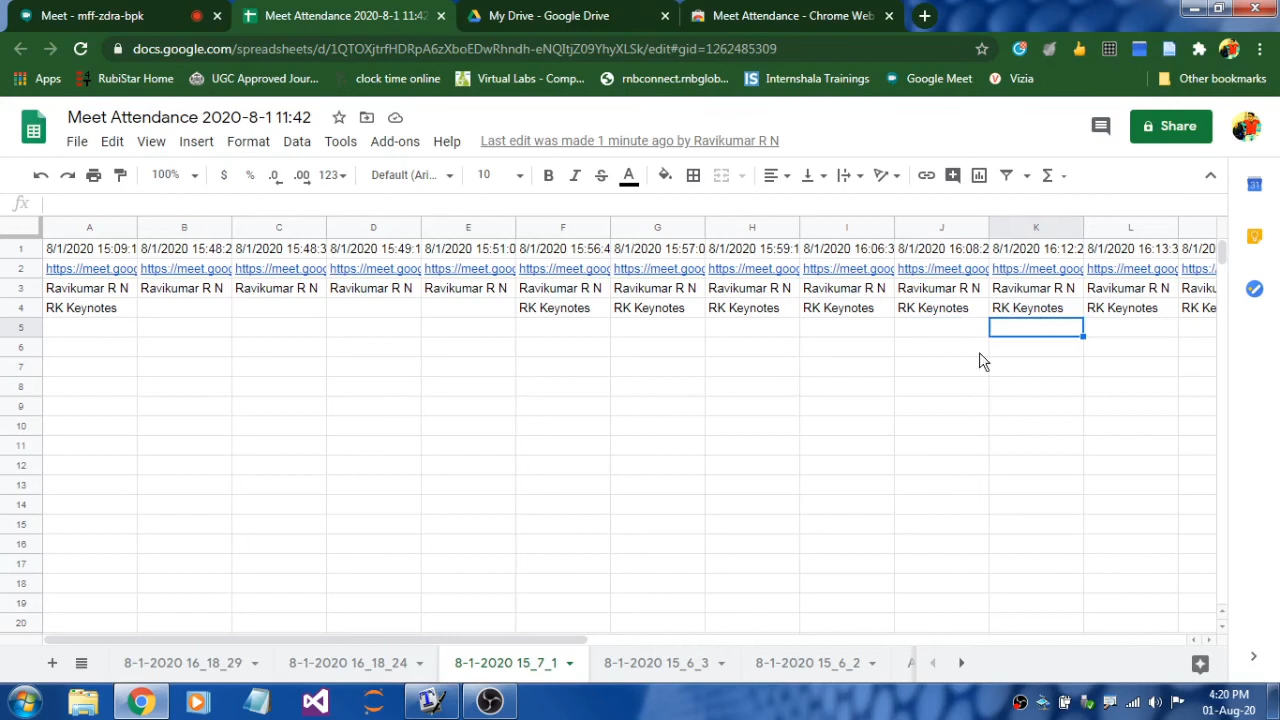 Meet - mff-zdra-bpk
Meet Attendance 2020-8-1 11:42
My Drive - Google Drive
Meet Attendance - Chrome Web
docs.google.com/spreadsheets/d/1QTOXjtrfHDRpA6zXboEDwRhndh-eNQItjZ09YhyXLSk/edit#gid=1262485309
Apps RubiStar Home UGC Approved Jour... clock time online Virtual Labs - Comp... rnbconnect.mbglob... IS Internshala Trainings Google Meet Vizia Other bookmarks
Meet Attendance 2020-8-1 11:42
Share
File Edit View Insert Format Data Tools Add-ons Help Last edit was made 1 minute ago by Ravikumar R N
100% $ % .0 .00 123 Default (Ari... 10 B I S A Σ
fx
A B C D E F G H I J K L
1 8/1/2020 15:09:1 8/1/2020 15:48:2 8/1/2020 15:48:3 8/1/2020 15:49:1 8/1/2020 15:51:0 8/1/2020 15:56:4 8/1/2020 15:57:0 8/1/2020 15:59:1 8/1/2020 16:06:3 8/1/2020 16:08:2 8/1/2020 16:12:2 8/1/2020 16:13:3 8/1/20
2 https://meet.goog https://meet.goog https://meet.goog https://meet.goog https://meet.goog https://meet.goog https://meet.goog https://meet.goog https://meet.goog https://meet.goog https://meet.goog https://meet.goog https:/
3 Ravikumar R N Ravikumar R N Ravikumar R N Ravikumar R N Ravikumar R N Ravikumar R N Ravikumar R N Ravikumar R N Ravikumar R N Ravikumar R N Ravikumar R N Ravikumar R N Raviku
4 RK Keynotes RK Keynotes RK Keynotes RK Keynotes RK Keynotes RK Keynotes RK Keynotes RK Keynotes RK Ke
5
6
7
8
9
10
11
12
13
14
15
16
17
18
19
20
8-1-2020 16_18_29 8-1-2020 16_18_24 8-1-2020 15_7_1 8-1-2020 15_6_3 8-1-2020 15_6_2
4:20 PM
01-Aug-20